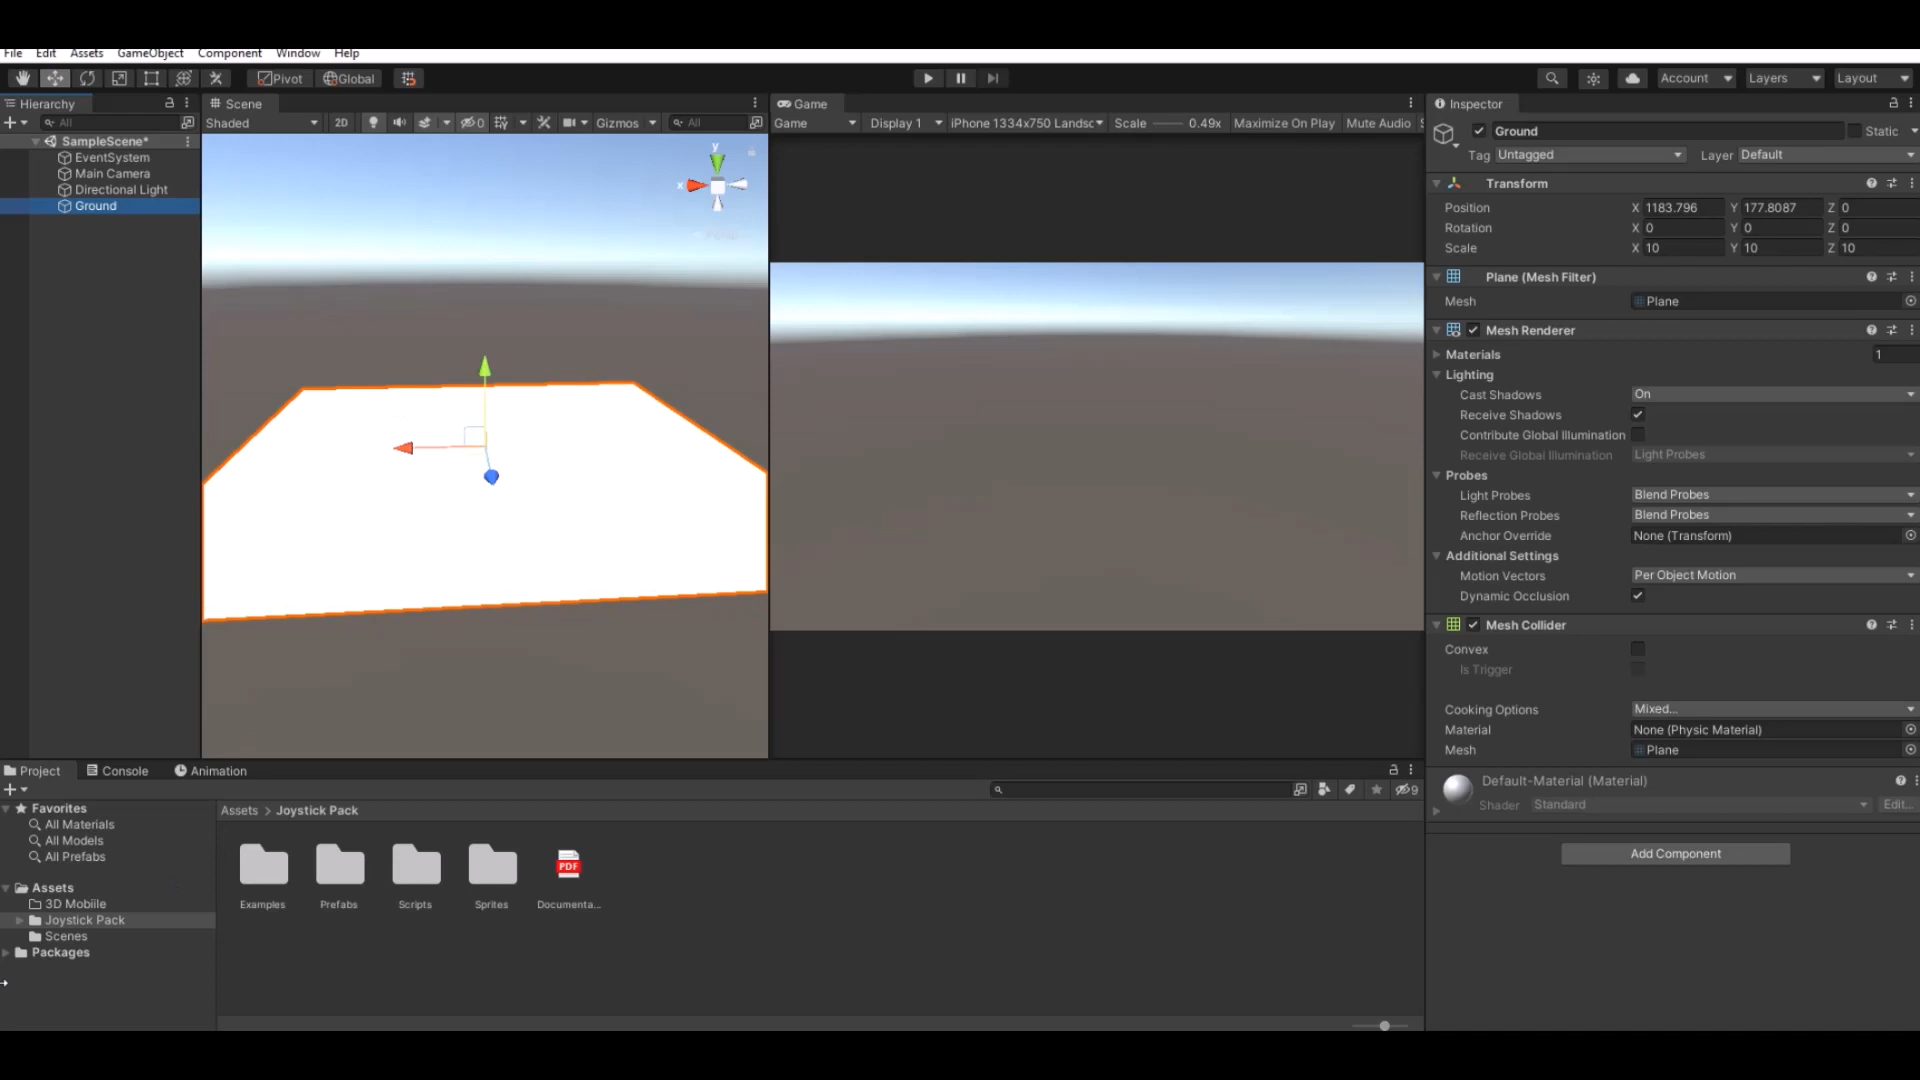 File Edit Assets GameObject Component Window Help
Pivot Global
Account Layers Layout
Hierarchy
All
SampleScene*
EventSystem
Main Camera
Directional Light
Ground
Scene
Shaded 2D 0 Gizmos All
y
x
Game
Game Display 1 iPhone 1334x750 Landsc Scale 0.49x Maximize On Play Mute Audio
Inspector
Ground Static
Tag Untagged Layer Default
Transform
Position X 1183.796 Y 177.8087 Z 0
Rotation X 0 Y 0 Z 0
Scale X 10 Y 10 Z 10
Plane (Mesh Filter)
Mesh Plane
Mesh Renderer
Materials 1
Lighting
Cast Shadows On
Receive Shadows
Contribute Global Illumination
Receive Global Illumination Light Probes
Probes
Light Probes Blend Probes
Reflection Probes Blend Probes
Anchor Override None (Transform)
Additional Settings
Motion Vectors Per Object Motion
Dynamic Occlusion
Mesh Collider
Convex
Is Trigger
Cooking Options Mixed...
Material None (Physic Material)
Mesh Plane
Default-Material (Material)
Shader Standard Edit...
Add Component
Project Console Animation
9
Favorites
All Materials
All Models
All Prefabs
Assets
3D Mobiile
Joystick Pack
Scenes
Packages
Assets > Joystick Pack
PDF
Examples Prefabs Scripts Sprites Documenta...